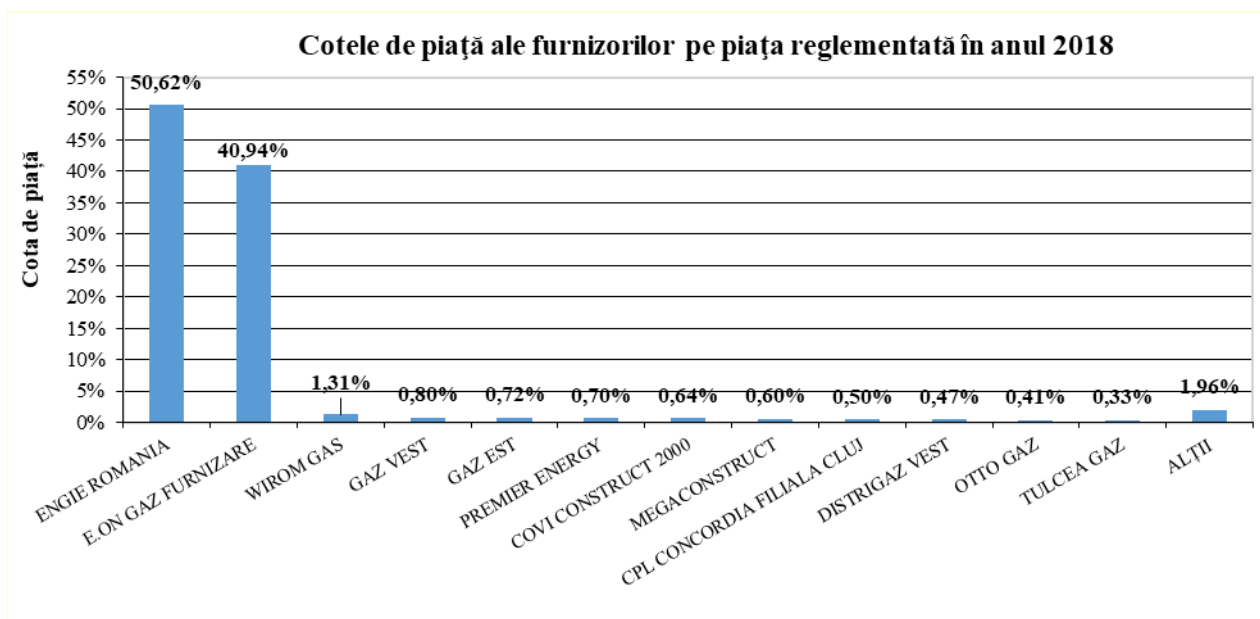 Cotele de piaţă ale furnizorilor pe piaţa reglementată în anul 2018
Cota de piaţă
55%
50%
45%
40%
35%
30%
25%
20%
15%
10%
5%
0%
50,62%
40,94%
1,31%
0,80%
0,72%
0,70%
0,64%
0,60%
0,50%
0,47%
0,41%
0,33%
1,96%
ENGIE ROMANIA
E.ON GAZ FURNIZARE
WIROM GAS
GAZ VEST
GAZ EST
PREMIER ENERGY
COVI CONSTRUCT 2000
MEGACONSTRUCT
CPL CONCORDIA FILIALA CLUJ
DISTRIGAZ VEST
OTTO GAZ
TULCEA GAZ
ALŢII